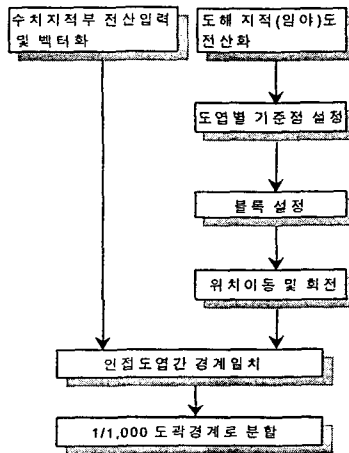 수치지적부 전산입력
및 벡터화
도해 지적(임야)도
전산화
도엽별 기준점 설정
블록 설정
위치이동 및 회전
인접도엽간 경계일치
1/1,000 도곽경계로 분할